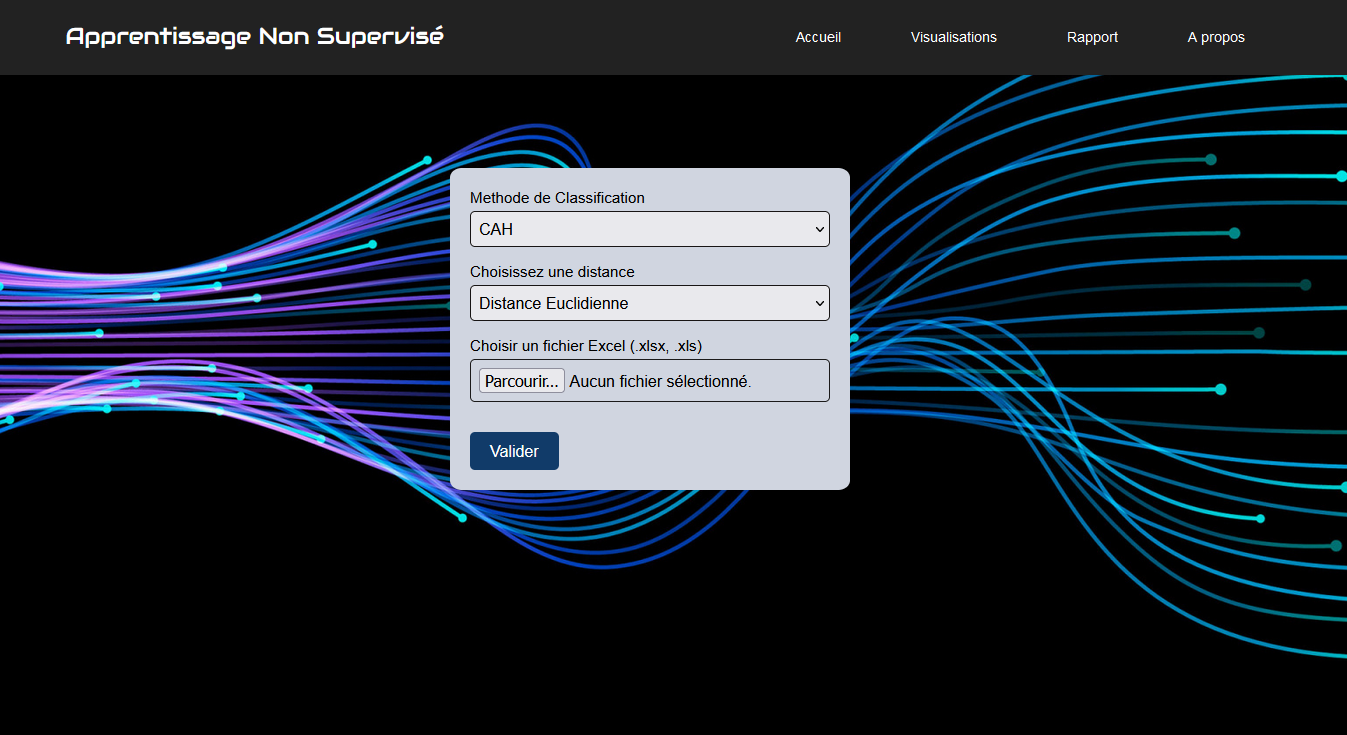 Apprentissage Non Supervisé
Accueil Visualisations Rapport A propos
Methode de Classification
CAH
Choisissez une distance
Distance Euclidienne
Choisir un fichier Excel (.xlsx, .xls)
Parcourir... Aucun fichier sélectionné.
Valider